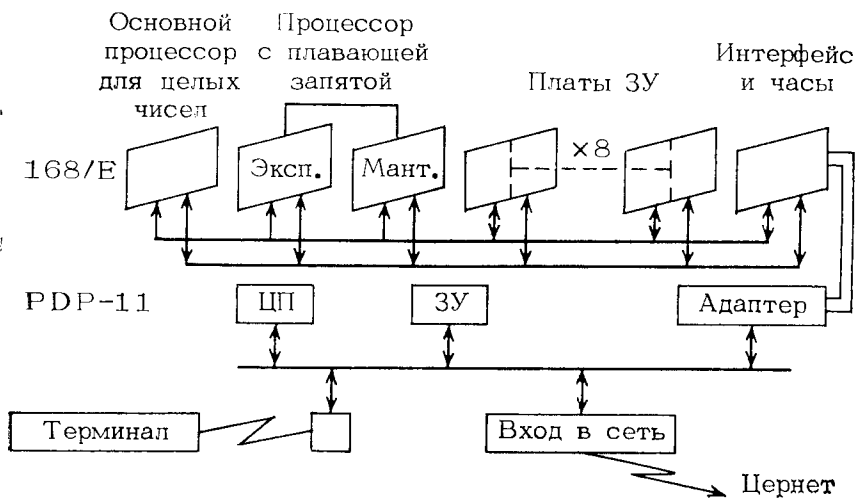 Основной процессор для целых чисел
Процессор с плавающей запятой
Платы ЗУ
Интерфейс и часы
168/E
Эксп.
Мант.
×8
PDP-11
ЦП
ЗУ
Адаптер
Терминал
Вход в сеть
Цернет